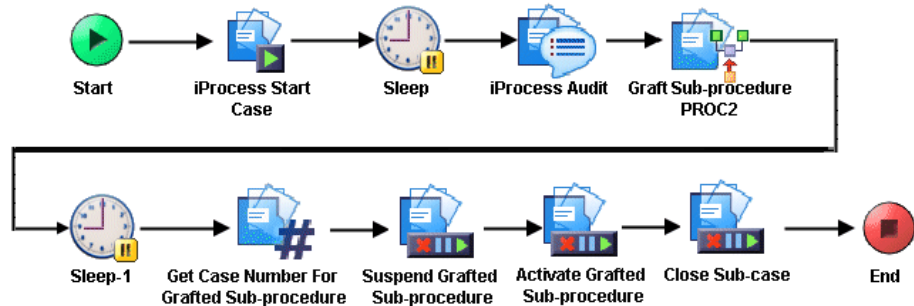 Start
iProcess Start
Case
Sleep
iProcess Audit
Graft Sub-procedure
PROC2
Sleep-1
Get Case Number For
Grafted Sub-procedure
#
Suspend Grafted
Sub-procedure
Activate Grafted
Sub-procedure
Close Sub-case
End